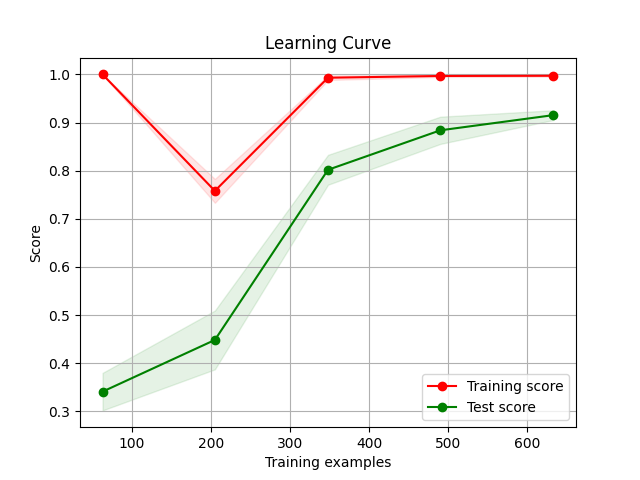 Learning Curve
1.0
0.9
0.8
0.7
0.6
0.5
0.4
0.3
Score
100 200 300 400 500 600
Training examples
Training score
Test score